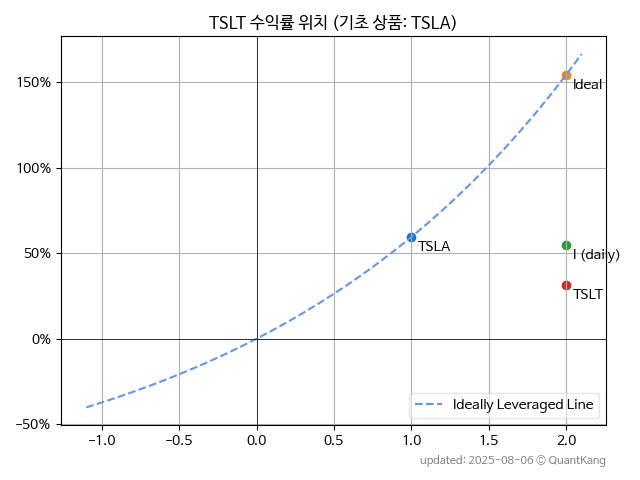 TSLT 수익률 위치 (기초 상품: TSLA)
150%
100%
50%
0%
−50%
Ideal
TSLA
I (daily)
TSLT
Ideally Leveraged Line
−1.0 −0.5 0.0 0.5 1.0 1.5 2.0
updated: 2025-08-06 © QuantKang